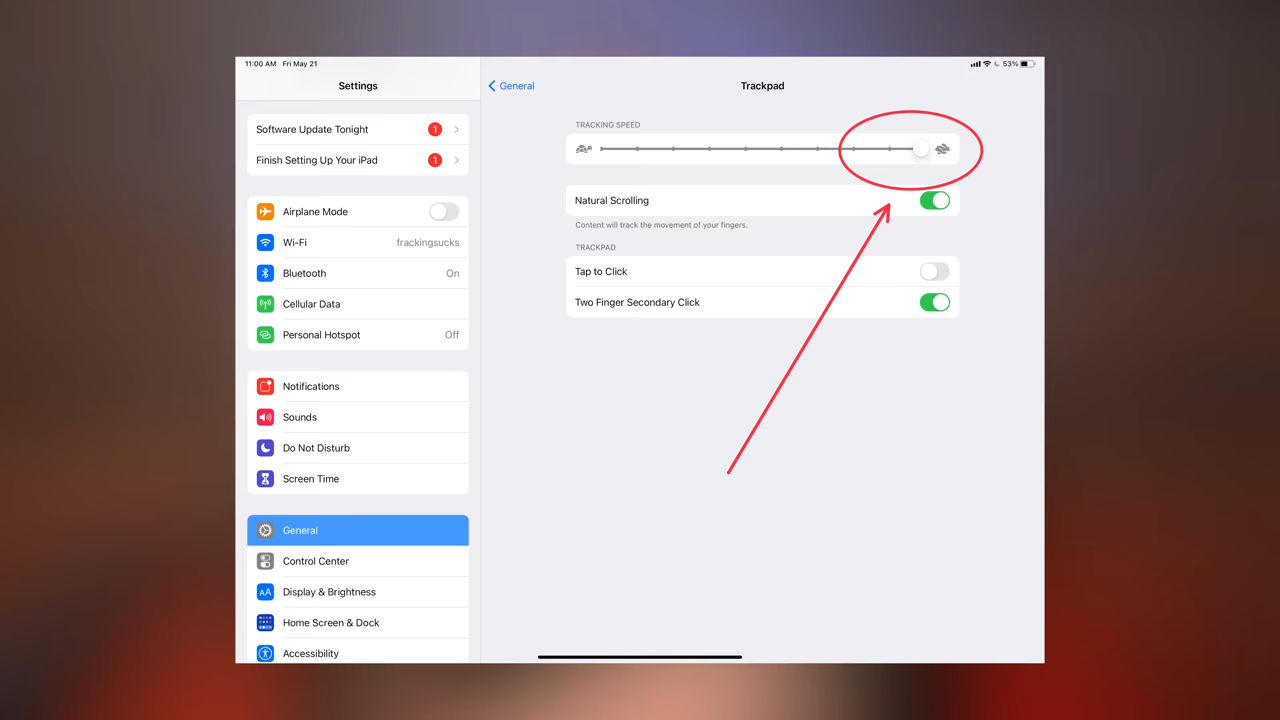 11:00 AM Fri May 21
53%
Settings
Software Update Tonight 1
Finish Setting Up Your iPad 1
Airplane Mode
Wi-Fi frackingsucks
Bluetooth On
Cellular Data
Personal Hotspot Off
Notifications
Sounds
Do Not Disturb
Screen Time
General
Control Center
AA Display & Brightness
Home Screen & Dock
Accessibility
General
Trackpad
TRACKING SPEED
Natural Scrolling
Content will track the movement of your fingers.
TRACKPAD
Tap to Click
Two Finger Secondary Click